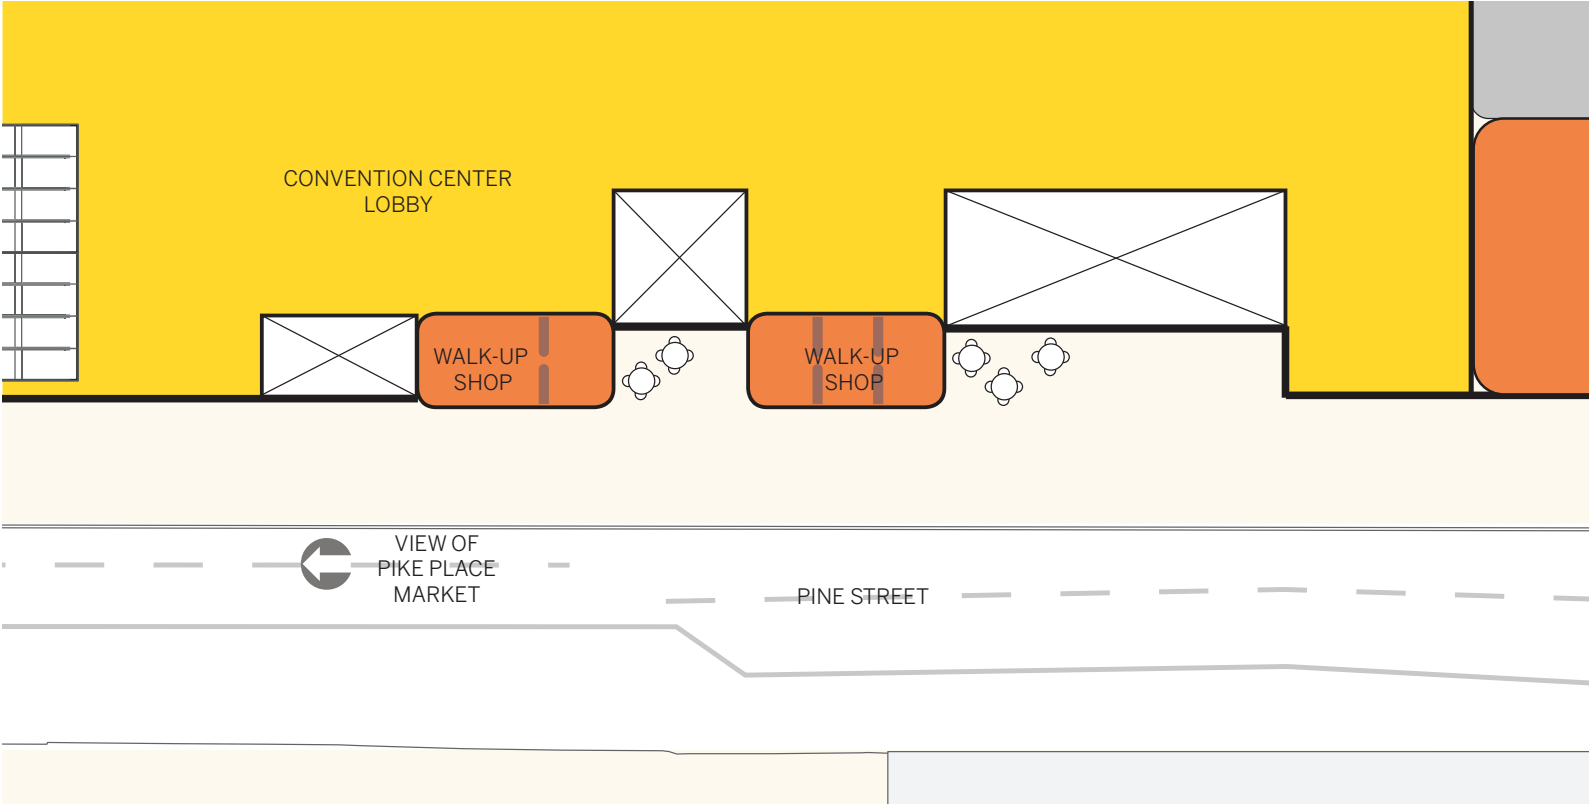 CONVENTION CENTER
LOBBY
WALK-UP
SHOP
WALK-UP
SHOP
VIEW OF
PIKE PLACE
MARKET
PINE STREET